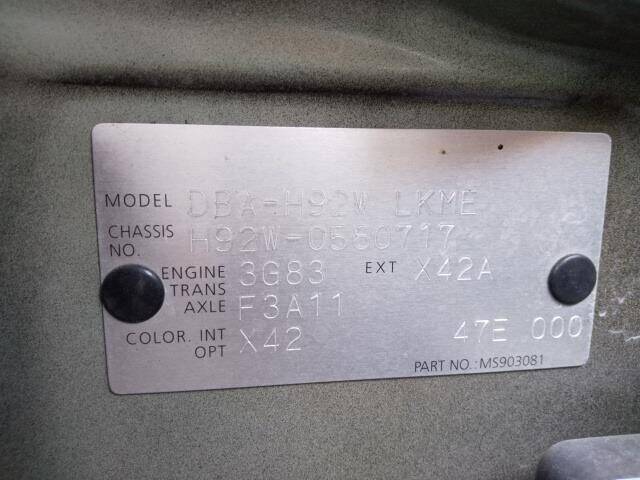 MODEL DBA-H92W LKME
CHASSIS NO. H92W-0560717
ENGINE 3G83 EXT X42A
TRANS AXLE F3A11
COLOR. INT OPT X42 47E 000
PART NO.: MS903081